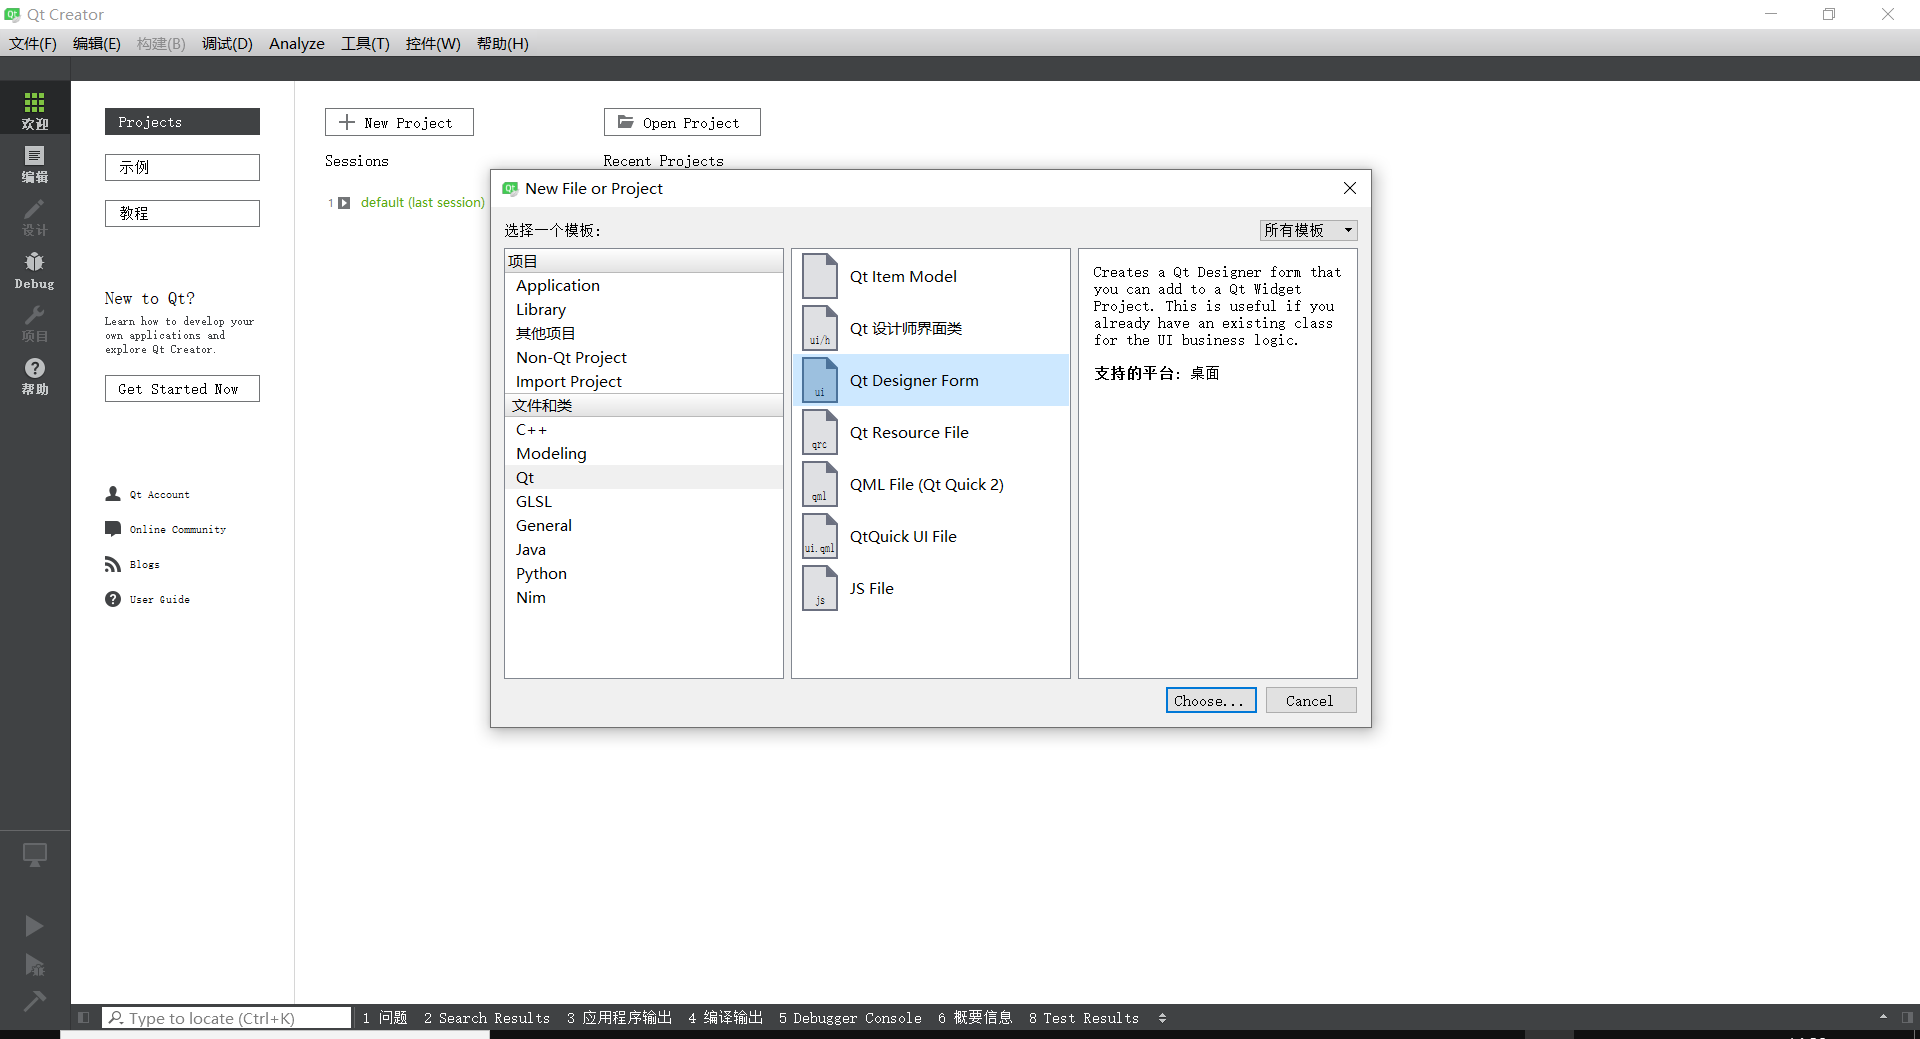 Qt Creator
文件(F) 编辑(E) 构建(B) 调试(D) Analyze 工具(T) 控件(W) 帮助(H)
欢迎
编辑
设计
Debug
项目
帮助
Projects
示例
教程
New to Qt?
Learn how to develop your
own applications and
explore Qt Creator.
Get Started Now
Qt Account
Online Community
Blogs
User Guide
New Project
Open Project
Sessions
Recent Projects
1 default (last session)
New File or Project
选择一个模板:
所有模板
项目
Application
Library
其他项目
Non-Qt Project
Import Project
文件和类
C++
Modeling
Qt
GLSL
General
Java
Python
Nim
Qt Item Model
ui/h
Qt 设计师界面类
ui
Qt Designer Form
qrc
Qt Resource File
qml
QML File (Qt Quick 2)
ui.qml
QtQuick UI File
js
JS File
Creates a Qt Designer form that
you can add to a Qt Widget
Project. This is useful if you
already have an existing class
for the UI business logic.
支持的平台: 桌面
Choose...
Cancel
Type to locate (Ctrl+K)
1 问题 2 Search Results 3 应用程序输出 4 编译输出 5 Debugger Console 6 概要信息 8 Test Results